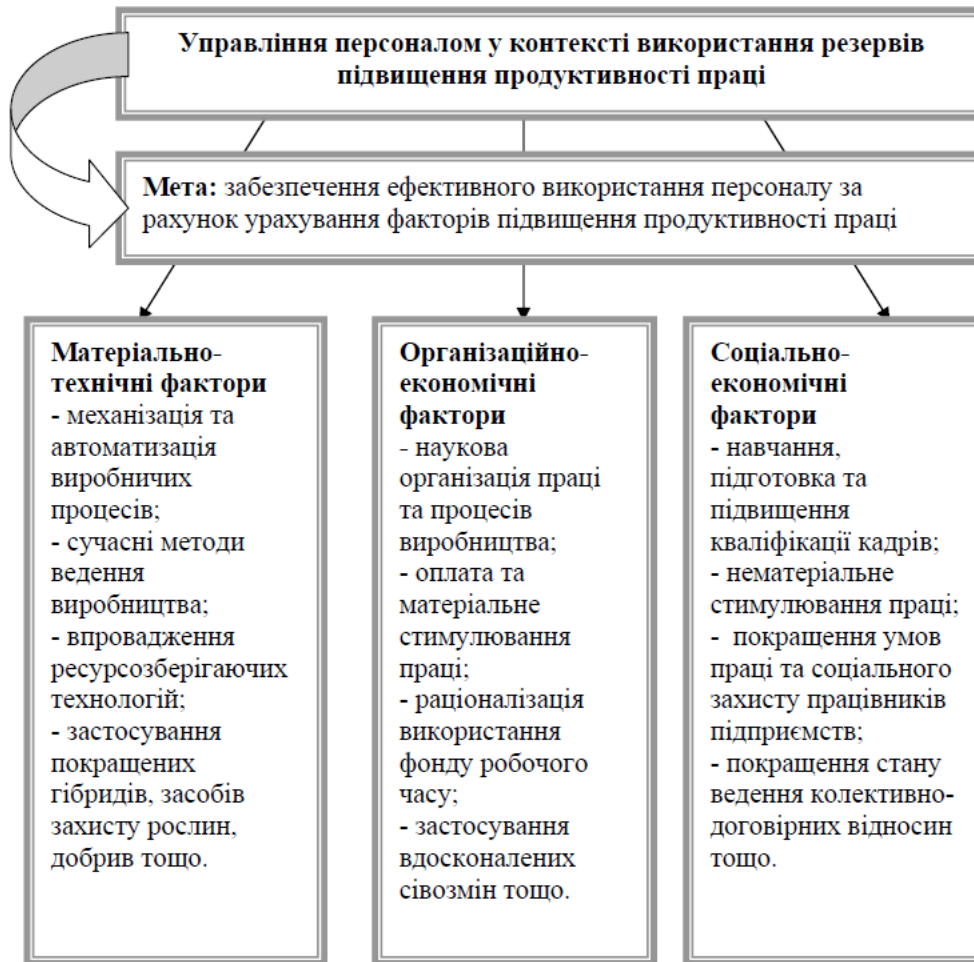 Управління персоналом у контексті використання резервів
підвищення продуктивності праці
Мета: забезпечення ефективного використання персоналу за
рахунок урахування факторів підвищення продуктивності праці
Матеріально-
технічні фактори
- механізація та
автоматизація
виробничих
процесів;
- сучасні методи
ведення
виробництва;
- впровадження
ресурсозберігаючих
технологій;
- застосування
покращених
гібридів, засобів
захисту рослин,
добрив тощо.
Організаційно-
економічні
фактори
- наукова
організація праці
та процесів
виробництва;
- оплата та
матеріальне
стимулювання
праці;
- раціоналізація
використання
фонду робочого
часу;
- застосування
вдосконалених
сівозмін тощо.
Соціально-
економічні
фактори
- навчання,
підготовка та
підвищення
кваліфікації кадрів;
- нематеріальне
стимулювання праці;
- покращення умов
праці та соціального
захисту працівників
підприємств;
- покращення стану
ведення колективно-
договірних відносин
тощо.